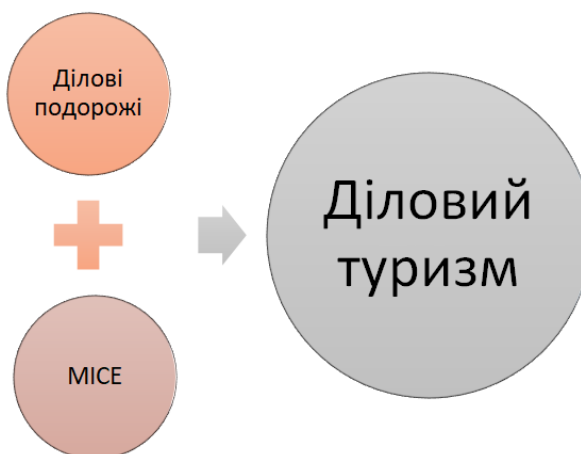 Ділові
подорожі
MICE
Діловий
туризм